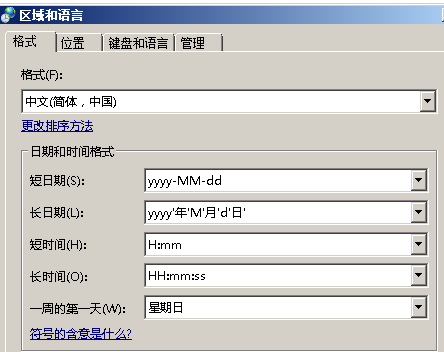 区域和语言
格式 位置 键盘和语言 管理
格式(F):
中文(简体，中国)
更改排序方法
日期和时间格式
短日期(S): yyyy-MM-dd
长日期(L): yyyy'年'M'月'd'日'
短时间(H): H:mm
长时间(O): HH:mm:ss
一周的第一天(W): 星期日
符号的含意是什么?